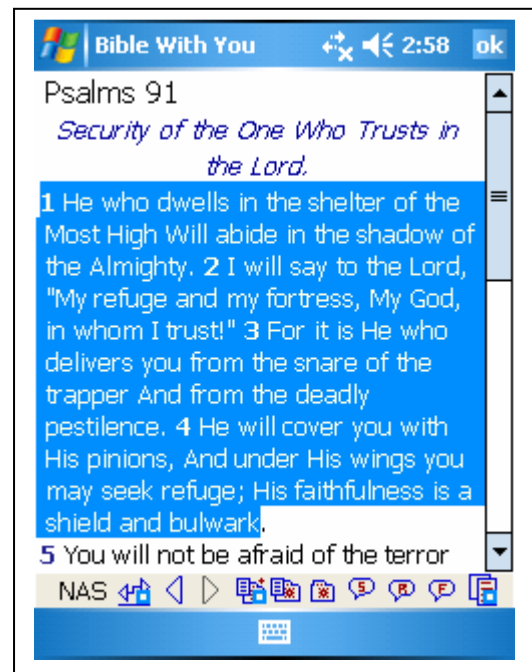 Bible With You 2:58 ok
Psalms 91
Security of the One Who Trusts in
the Lord.
1 He who dwells in the shelter of the
Most High Will abide in the shadow of
the Almighty. 2 I will say to the Lord,
"My refuge and my fortress, My God,
in whom I trust!" 3 For it is He who
delivers you from the snare of the
trapper And from the deadly
pestilence. 4 He will cover you with
His pinions, And under His wings you
may seek refuge; His faithfulness is a
shield and bulwark.
5 You will not be afraid of the terror
NAS S R F